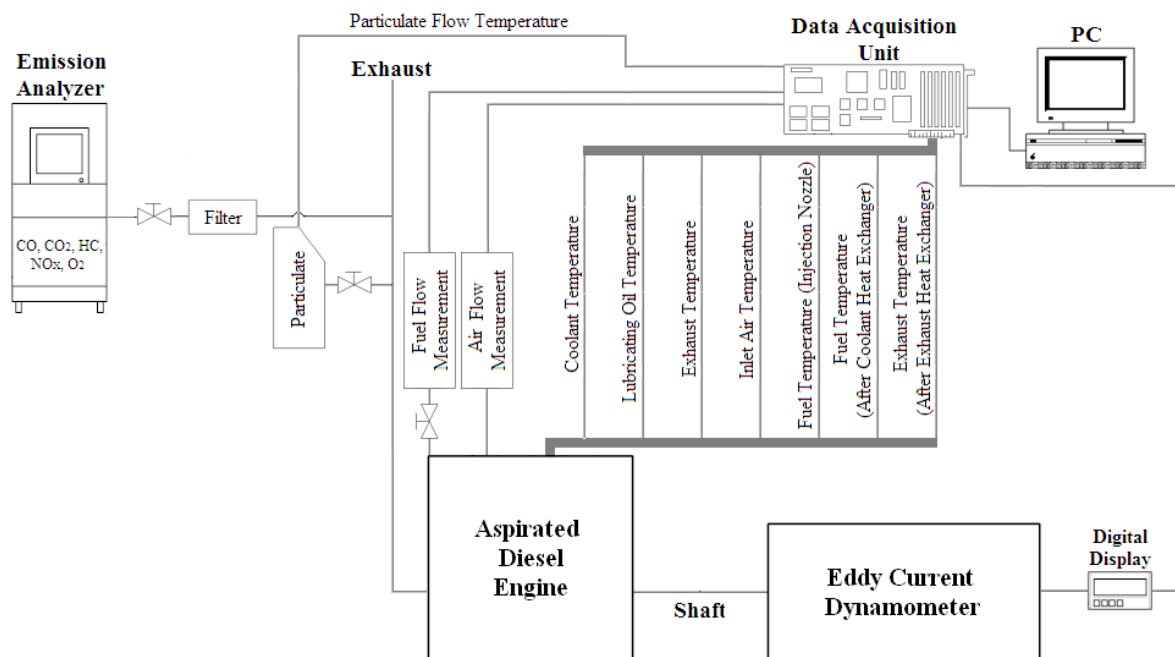 Particulate Flow Temperature
Data Acquisition
Unit
PC
Emission
Analyzer
Exhaust
Filter
CO, CO2, HC,
NOx, O2
Particulate
Fuel Flow
Measurement
Air Flow
Measurement
Coolant Temperature
Lubricating Oil Temperature
Exhaust Temperature
Inlet Air Temperature
Fuel Temperature (Injection Nozzle)
Fuel Temperature
(After Coolant Heat Exchanger)
Exhaust Temperature
(After Exhaust Heat Exchanger)
Aspirated
Diesel
Engine
Shaft
Eddy Current
Dynamometer
Digital
Display